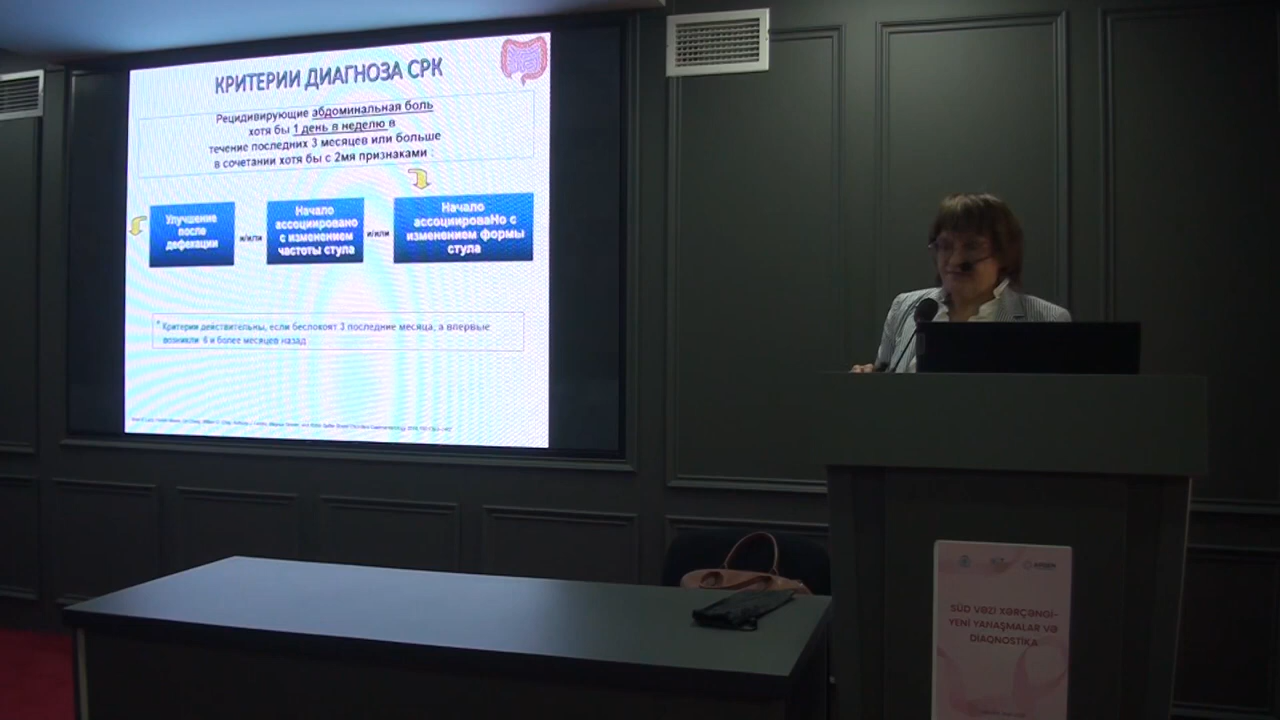 КРИТЕРИИ ДИАГНОЗА СРК
Рецидивирующие абдоминальная боль
хотя бы 1 день в неделю в
течение последних 3 месяцев или больше
в сочетании хотя бы с 2мя признаками :
Улучшение
после
дефекации
и/или
Начало
ассоциировано
с изменением
частоты стула
и/или
Начало
ассоциироваНо с
изменением формы
стула
* Критерии действительны, если беспокоят 3 последние месяца, а впервые
возникли 6 и более месяцев назад
SÜD VƏZİ XƏRÇƏNGİ-
YENİ YANAŞMALAR VƏ
DİAQNOSTİKA